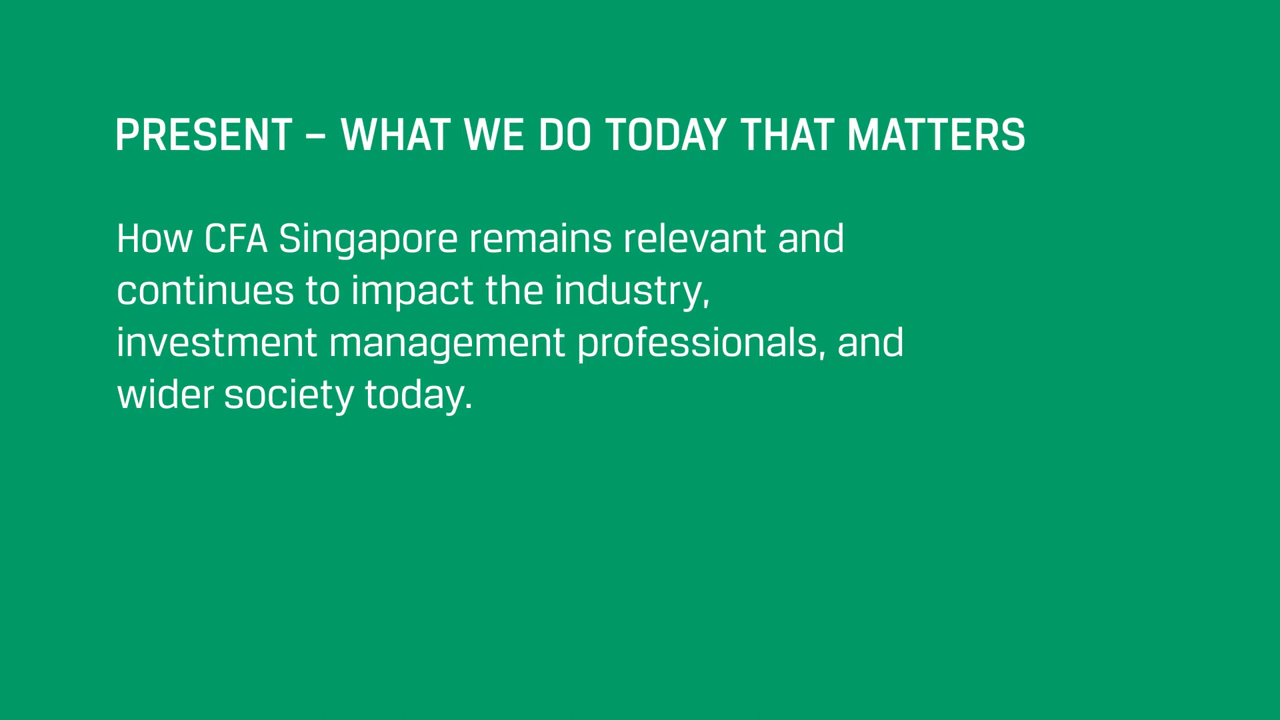 PRESENT – WHAT WE DO TODAY THAT MATTERS
How CFA Singapore remains relevant and
continues to impact the industry,
investment management professionals, and
wider society today.